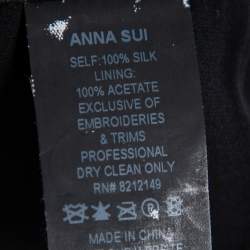 ANNA SUI
SELF:100% SILK
LINING:
100% ACETATE
EXCLUSIVE OF
EMBROIDERIES
& TRIMS
PROFESSIONAL
DRY CLEAN ONLY
RN# 8212149
MADE IN CHINA